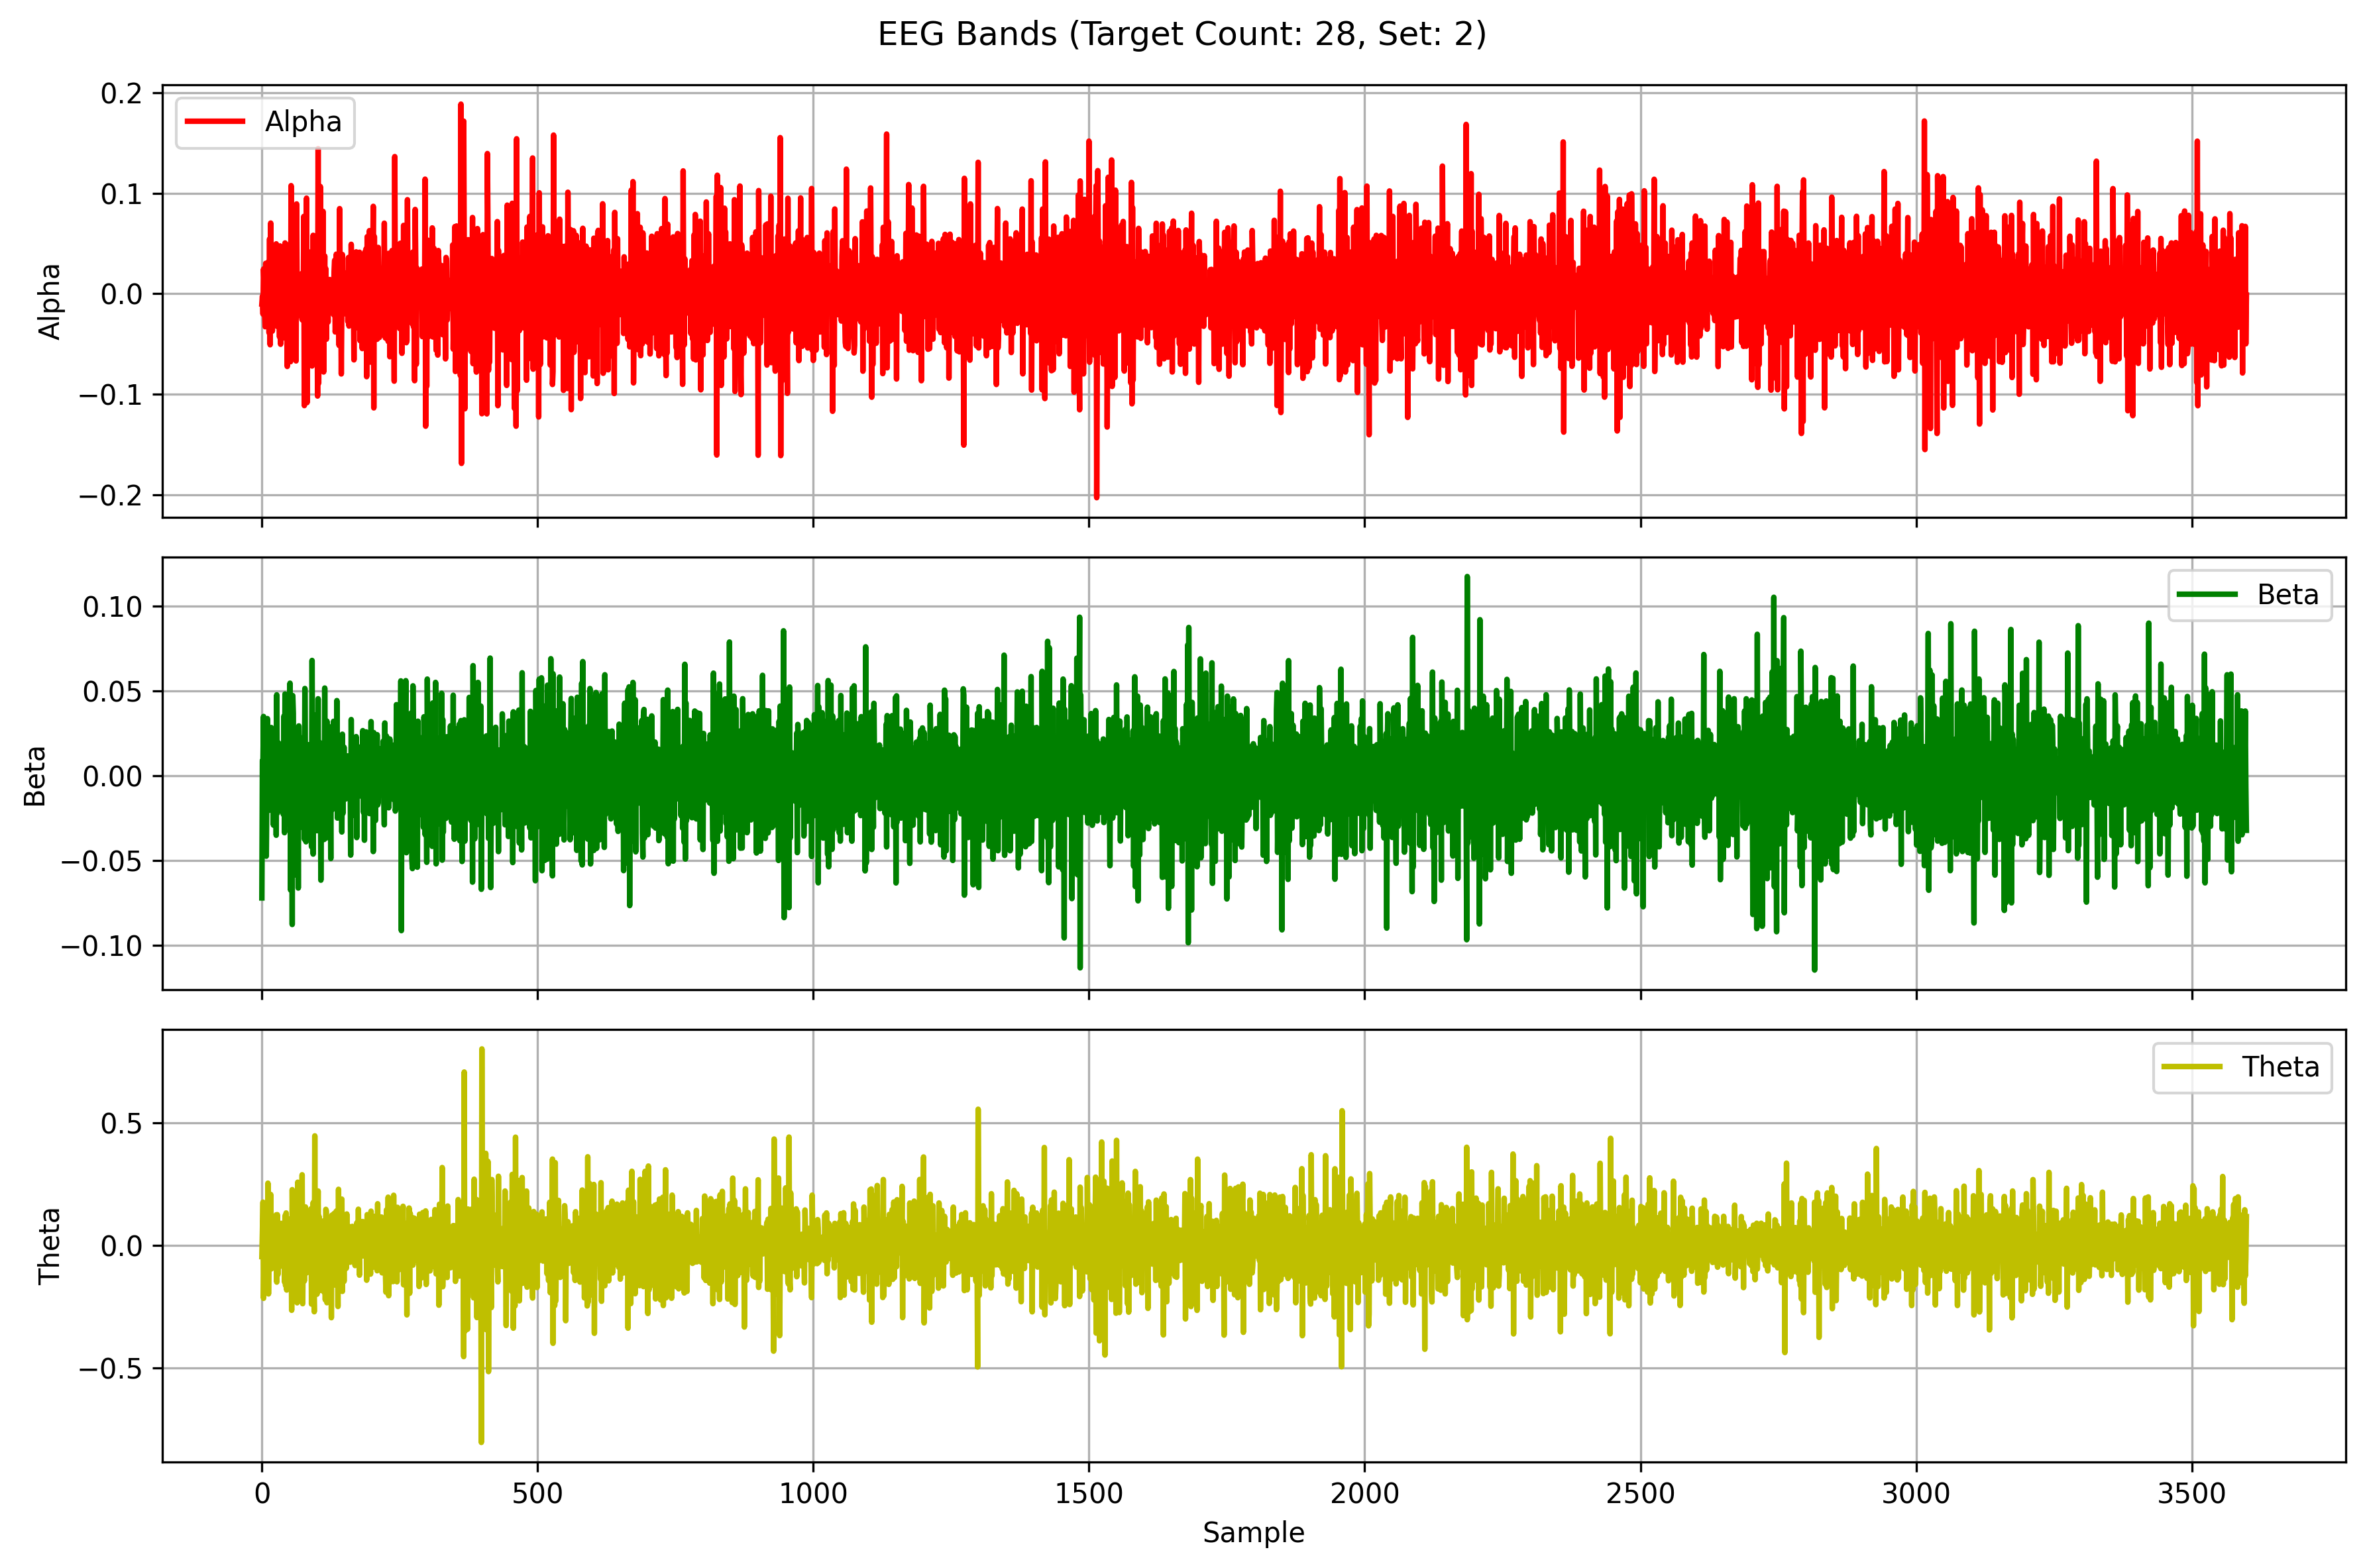 EEG Bands (Target Count: 28, Set: 2)
0.2
0.1
0.0
−0.1
−0.2
Alpha
Alpha
0.10
0.05
0.00
−0.05
−0.10
Beta
Beta
0.5
0.0
−0.5
Theta
Theta
0 500 1000 1500 2000 2500 3000 3500
Sample